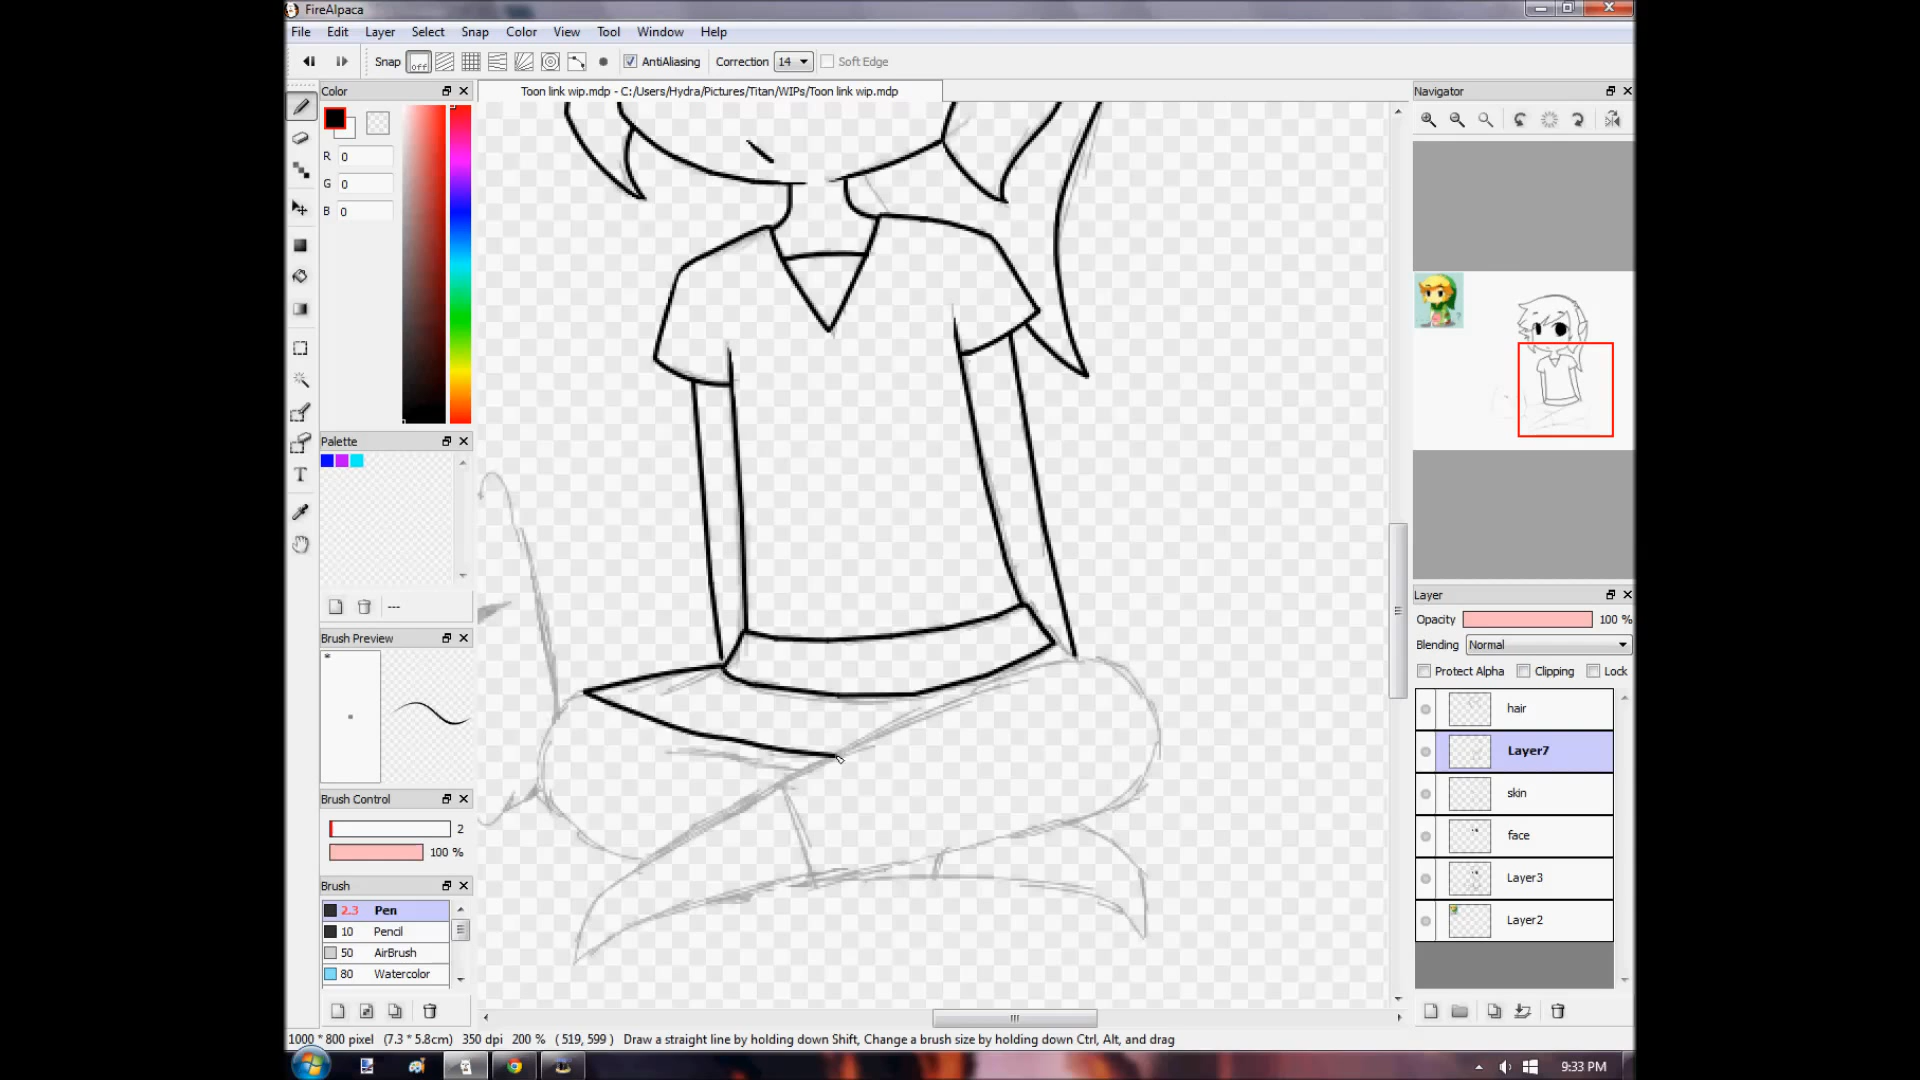 FireAlpaca
File Edit Layer Select Snap Color View Tool Window Help
Snap off AntiAliasing Correction 14 Soft Edge
Color
Toon link wip.mdp - C:/Users/Hydra/Pictures/Titan/WIPs/Toon link wip.mdp
Navigator
R 0
G 0
B 0
Palette
---
Brush Preview
Brush Control
2
100 %
Brush
2.3 Pen
10 Pencil
50 AirBrush
80 Watercolor
Layer
Opacity 100 %
Blending Normal
Protect Alpha Clipping Lock
hair
Layer7
skin
face
Layer3
Layer2
T
1000 * 800 pixel (7.3 * 5.8cm) 350 dpi 200 % ( 519, 599 ) Draw a straight line by holding down Shift, Change a brush size by holding down Ctrl, Alt, and drag
9:33 PM